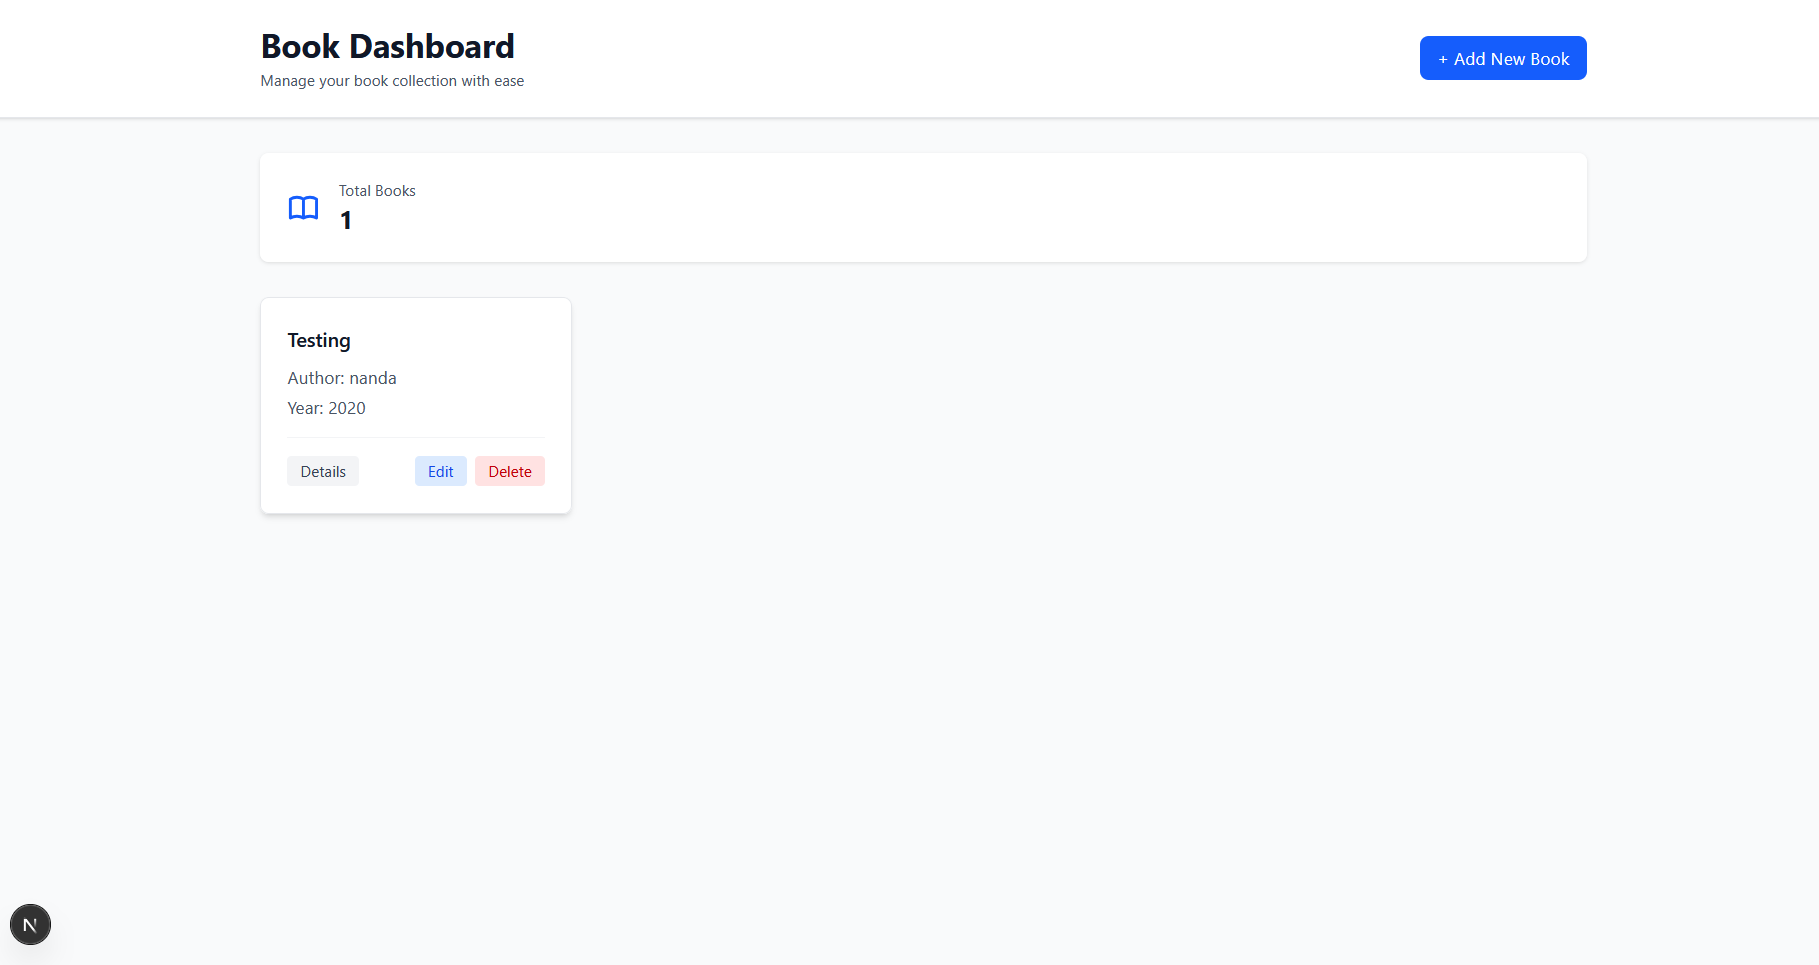 Book Dashboard
Manage your book collection with ease
+ Add New Book
Total Books
1
Testing
Author: nanda
Year: 2020
Details
Edit
Delete
N